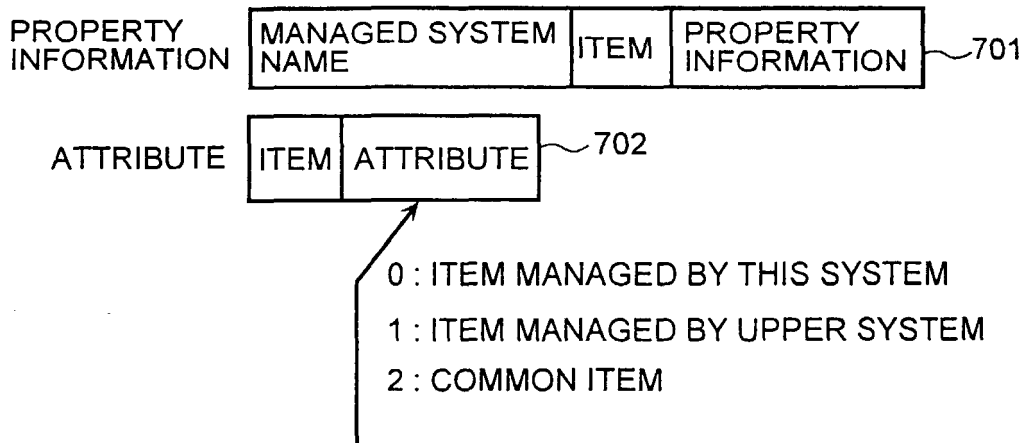 PROPERTY
INFORMATION
MANAGED SYSTEM
NAME
ITEM
PROPERTY
INFORMATION
701
ATTRIBUTE
ITEM
ATTRIBUTE
702
0 : ITEM MANAGED BY THIS SYSTEM
1 : ITEM MANAGED BY UPPER SYSTEM
2 : COMMON ITEM